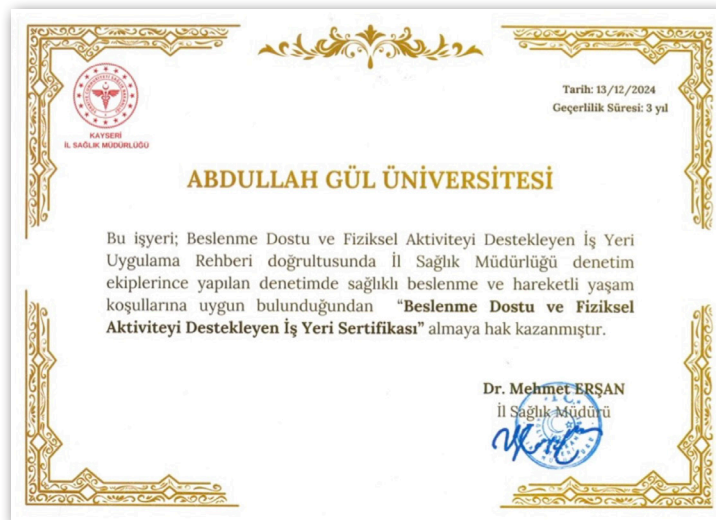 Tarih: 13/12/2024
Geçerlilik Süresi: 3 yıl
KAYSERİ
İL SAĞLIK MÜDÜRLÜĞÜ
ABDULLAH GÜL ÜNİVERSİTESİ
Bu işyeri; Beslenme Dostu ve Fiziksel Aktiviteyi Destekleyen İş Yeri
Uygulama Rehberi doğrultusunda İl Sağlık Müdürlüğü denetim
ekiplerince yapılan denetimde sağlıklı beslenme ve hareketli yaşam
koşullarına uygun bulunduğundan “Beslenme Dostu ve Fiziksel
Aktiviteyi Destekleyen İş Yeri Sertifikası” almaya hak kazanmıştır.
Dr. Mehmet ERŞAN
İl Sağlık Müdürü